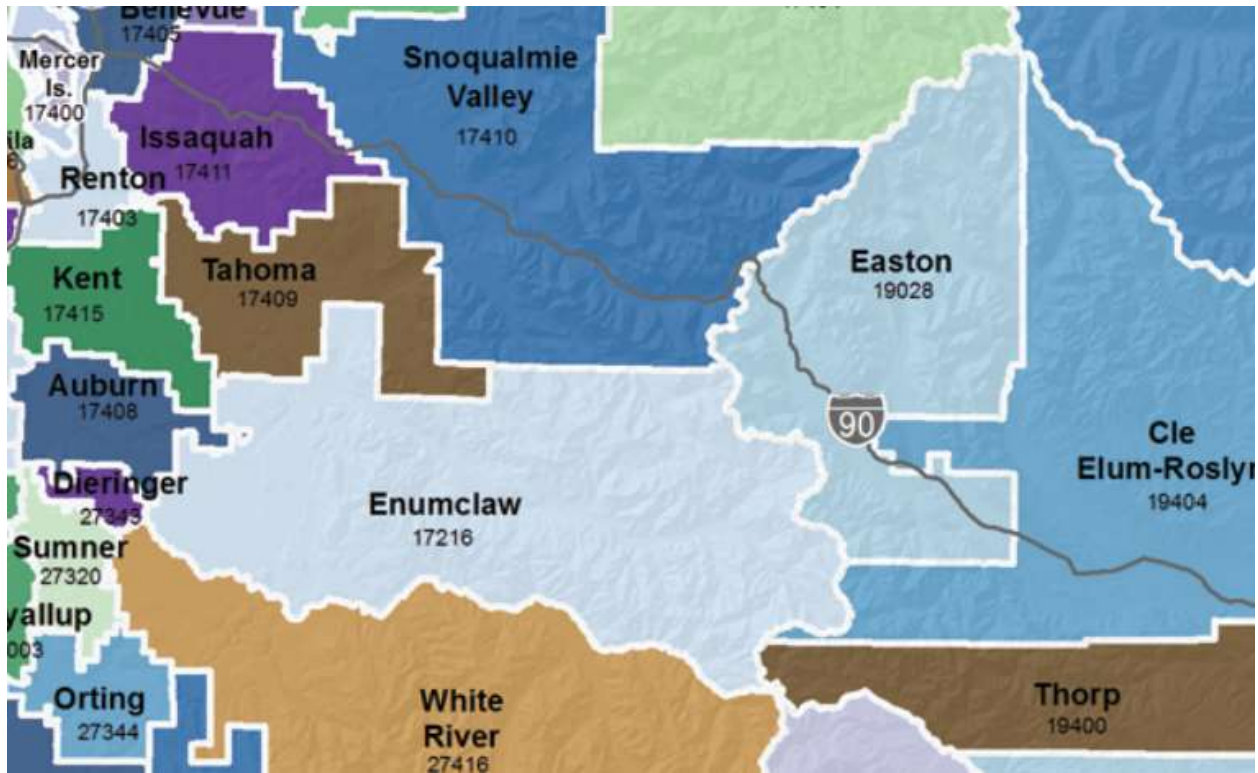 Bellevue
17405
Mercer
Is.
17400
Snoqualmie
Valley
17410
Issaquah
17411
ila
Renton
17403
Kent
17415
Tahoma
17409
Easton
19028
Auburn
17408
90
Cle
Elum-Roslyn
19404
Dieringer
27343
Enumclaw
17216
Sumner
27320
yallup
003
Orting
27344
White
River
27416
Thorp
19400